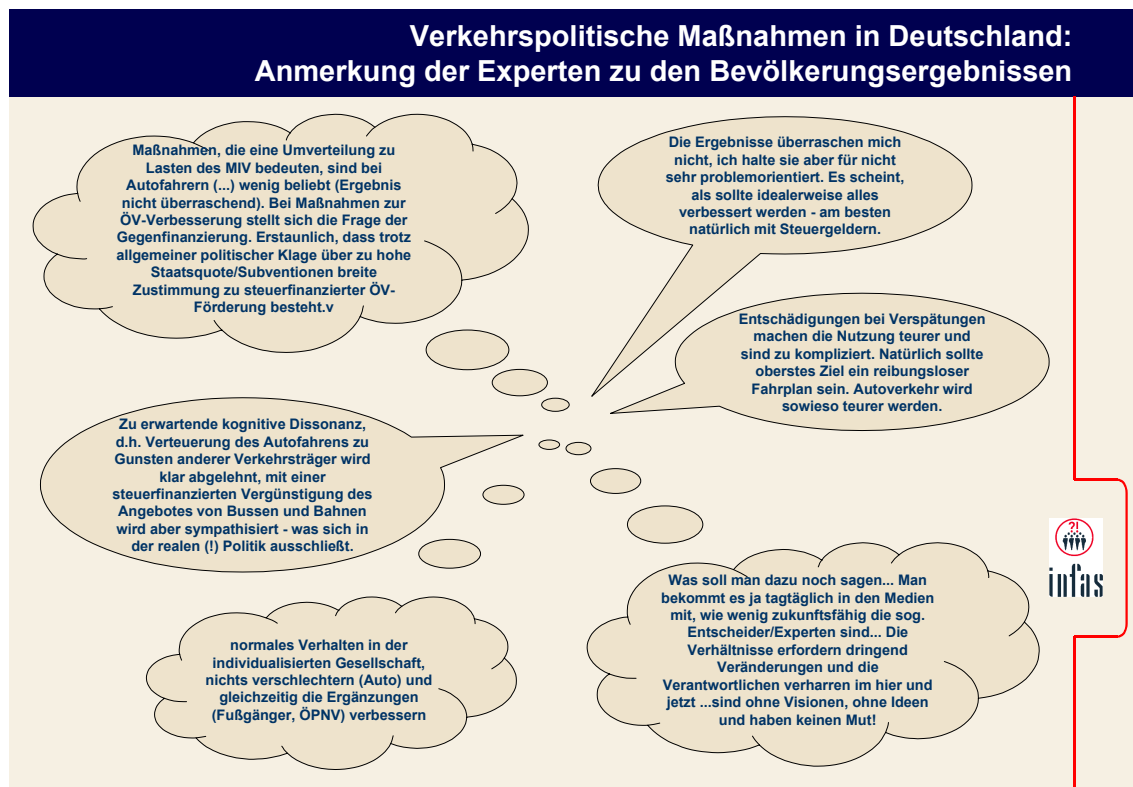 Verkehrspolitische Maßnahmen in Deutschland:
Anmerkung der Experten zu den Bevölkerungsergebnissen
Maßnahmen, die eine Umverteilung zu
Lasten des MIV bedeuten, sind bei
Autofahrern (...) wenig beliebt (Ergebnis
nicht überraschend). Bei Maßnahmen zur
ÖV-Verbesserung stellt sich die Frage der
Gegenfinanzierung. Erstaunlich, dass trotz
allgemeiner politischer Klage über zu hohe
Staatsquote/Subventionen breite
Zustimmung zu steuerfinanzierter ÖV-
Förderung besteht.v
Die Ergebnisse überraschen mich
nicht, ich halte sie aber für nicht
sehr problemorientiert. Es scheint,
als sollte idealerweise alles
verbessert werden - am besten
natürlich mit Steuergeldern.
Entschädigungen bei Verspätungen
machen die Nutzung teurer und
sind zu kompliziert. Natürlich sollte
oberstes Ziel ein reibungsloser
Fahrplan sein. Autoverkehr wird
sowieso teurer werden.
Zu erwartende kognitive Dissonanz,
d.h. Verteuerung des Autofahrens zu
Gunsten anderer Verkehrsträger wird
klar abgelehnt, mit einer
steuerfinanzierten Vergünstigung des
Angebotes von Bussen und Bahnen
wird aber sympathisiert - was sich in
der realen (!) Politik ausschließt.
normales Verhalten in der
individualisierten Gesellschaft,
nichts verschlechtern (Auto) und
gleichzeitig die Ergänzungen
(Fußgänger, ÖPNV) verbessern
Was soll man dazu noch sagen... Man
bekommt es ja tagtäglich in den Medien
mit, wie wenig zukunftsfähig die sog.
Entscheider/Experten sind... Die
Verhältnisse erfordern dringend
Veränderungen und die
Verantwortlichen verharren im hier und
jetzt ...sind ohne Visionen, ohne Ideen
und haben keinen Mut!
?!
infas